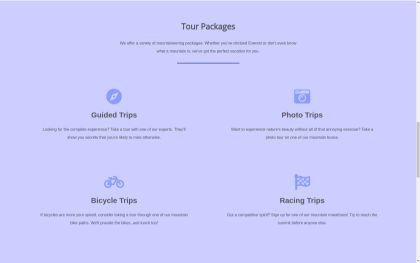 Tour Packages
We offer a variety of mountaineering packages. Whether you've climbed Everest or don't even know
what a mountain is, we've got the perfect vacation for you.
Guided Trips
Looking for the complete experience? Take a tour with one of our experts. They'll
show you secrets that you're likely to miss otherwise.
Photo Trips
Want to experience nature's beauty without all of that annoying exercise? Take a
photo tour on one of our mountain buses.
Bicycle Trips
If bicycles are more your speed, consider taking a tour through one of our mountain
bike paths. We'll provide the bikes, and lunch too!
Racing Trips
Got a competitive spirit? Sign up for one of our mountain marathons! Try to reach the
summit before anyone else.